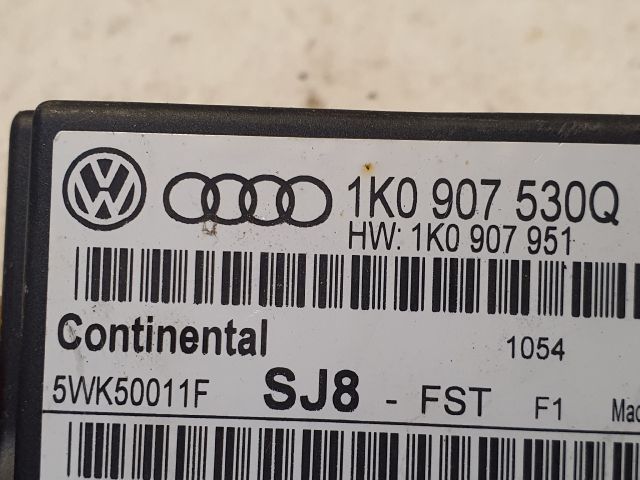 1K0 907 530Q
HW: 1K0 907 951
Continental 1054
5WK50011F SJ8 - FST F1 Mad